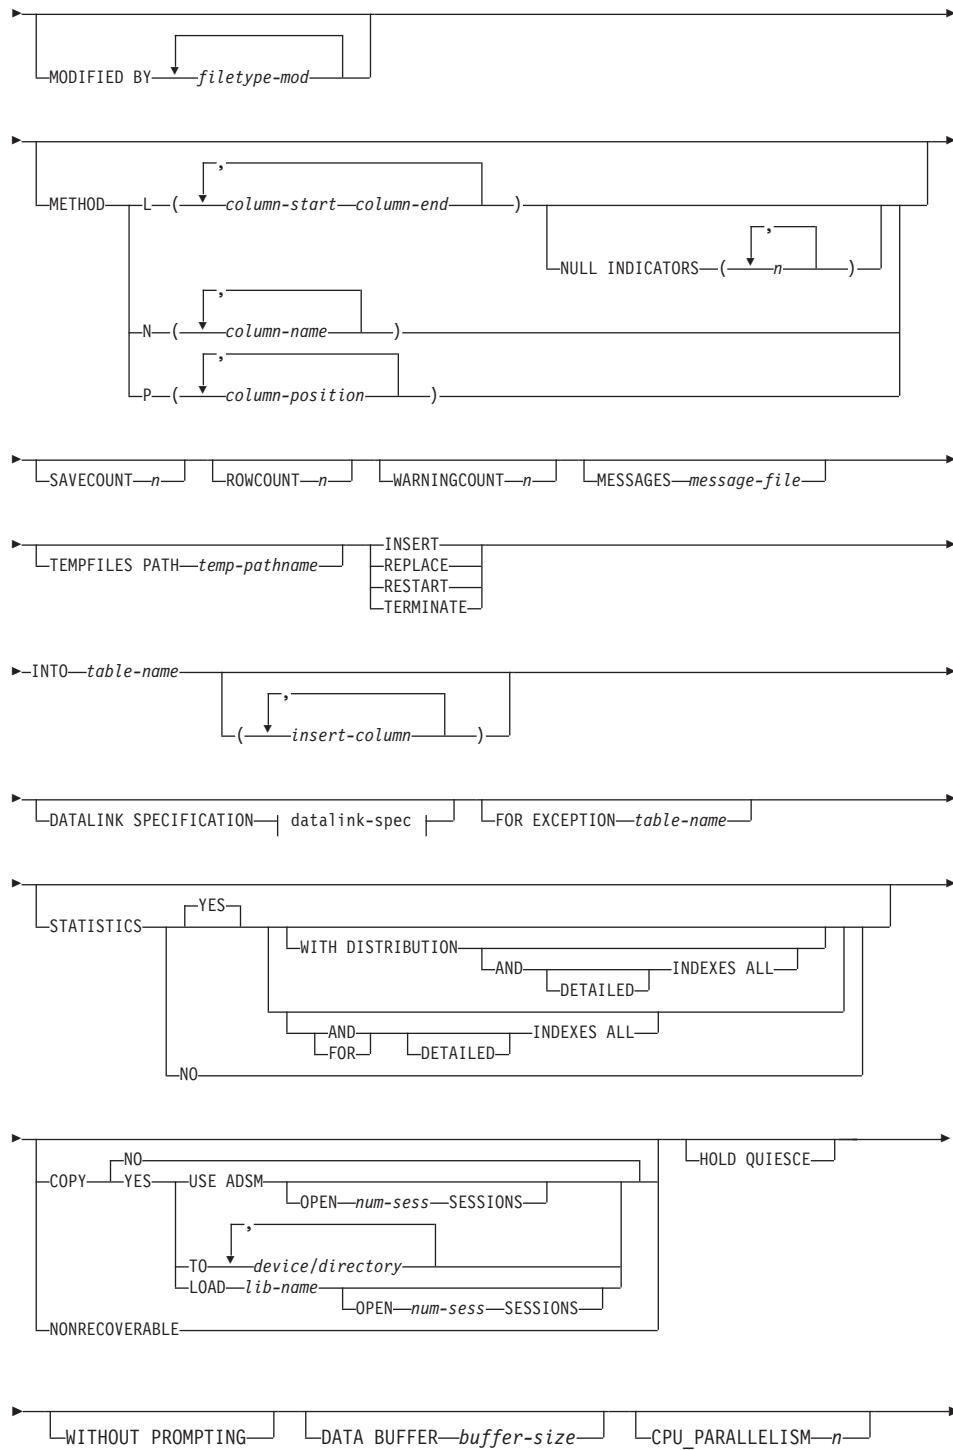 MODIFIED BY filetype-mod
,
METHOD L ( column-start column-end )
,
NULL INDICATORS ( n )
,
N ( column-name )
,
P ( column-position )
SAVECOUNT n ROWCOUNT n WARNINGCOUNT n MESSAGES message-file
TEMPFILES PATH temp-pathname INSERT
REPLACE
RESTART
TERMINATE
INTO table-name
,
( insert-column )
DATALINK SPECIFICATION datalink-spec FOR EXCEPTION table-name
YES
STATISTICS
WITH DISTRIBUTION
AND INDEXES ALL
DETAILED
AND INDEXES ALL
FOR DETAILED
NO
NO
COPY YES USE ADSM HOLD QUIESCE
OPEN num-sess SESSIONS
,
TO device/directory
LOAD lib-name
OPEN num-sess SESSIONS
NONRECOVERABLE
WITHOUT PROMPTING DATA BUFFER buffer-size CPU_PARALLELISM n